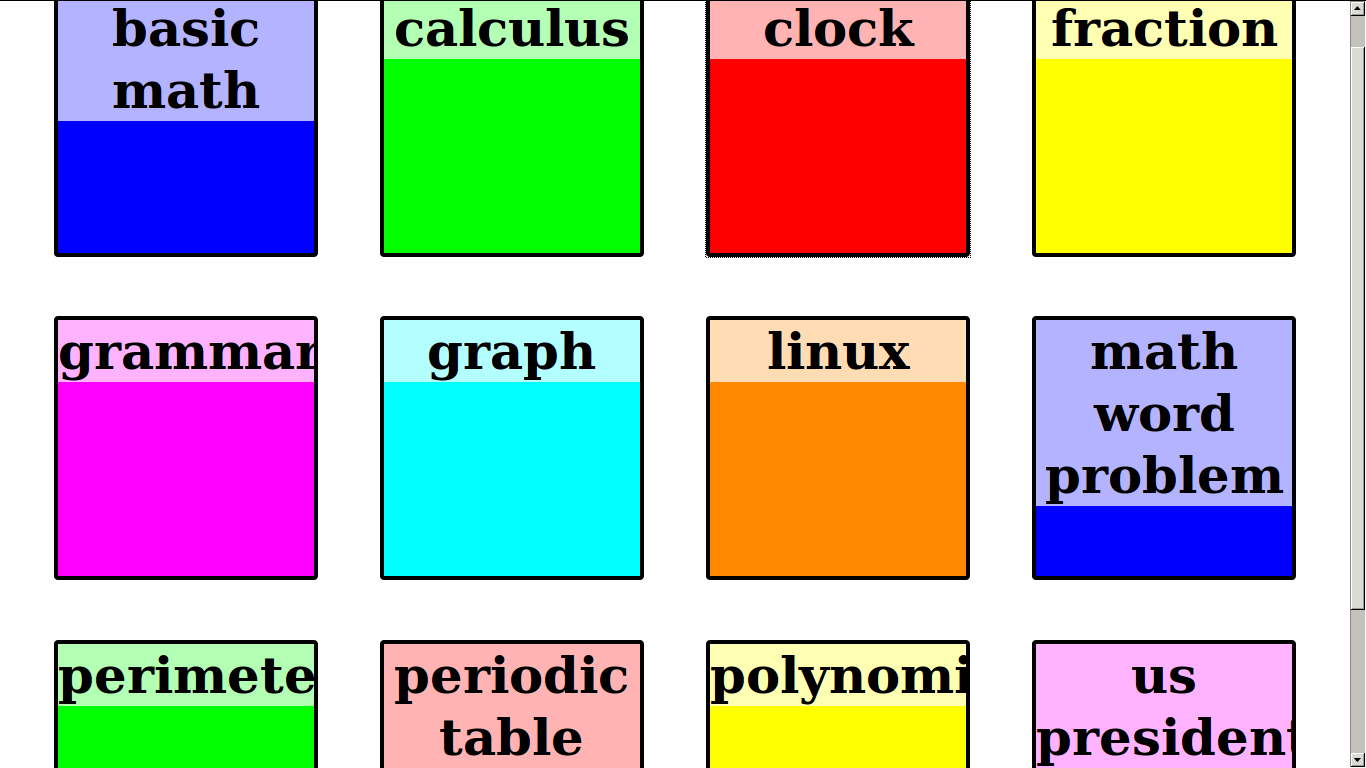 basic
math
calculus
clock
fraction
grammar
graph
linux
math
word
problem
perimete
periodic
table
polynomi
us
president